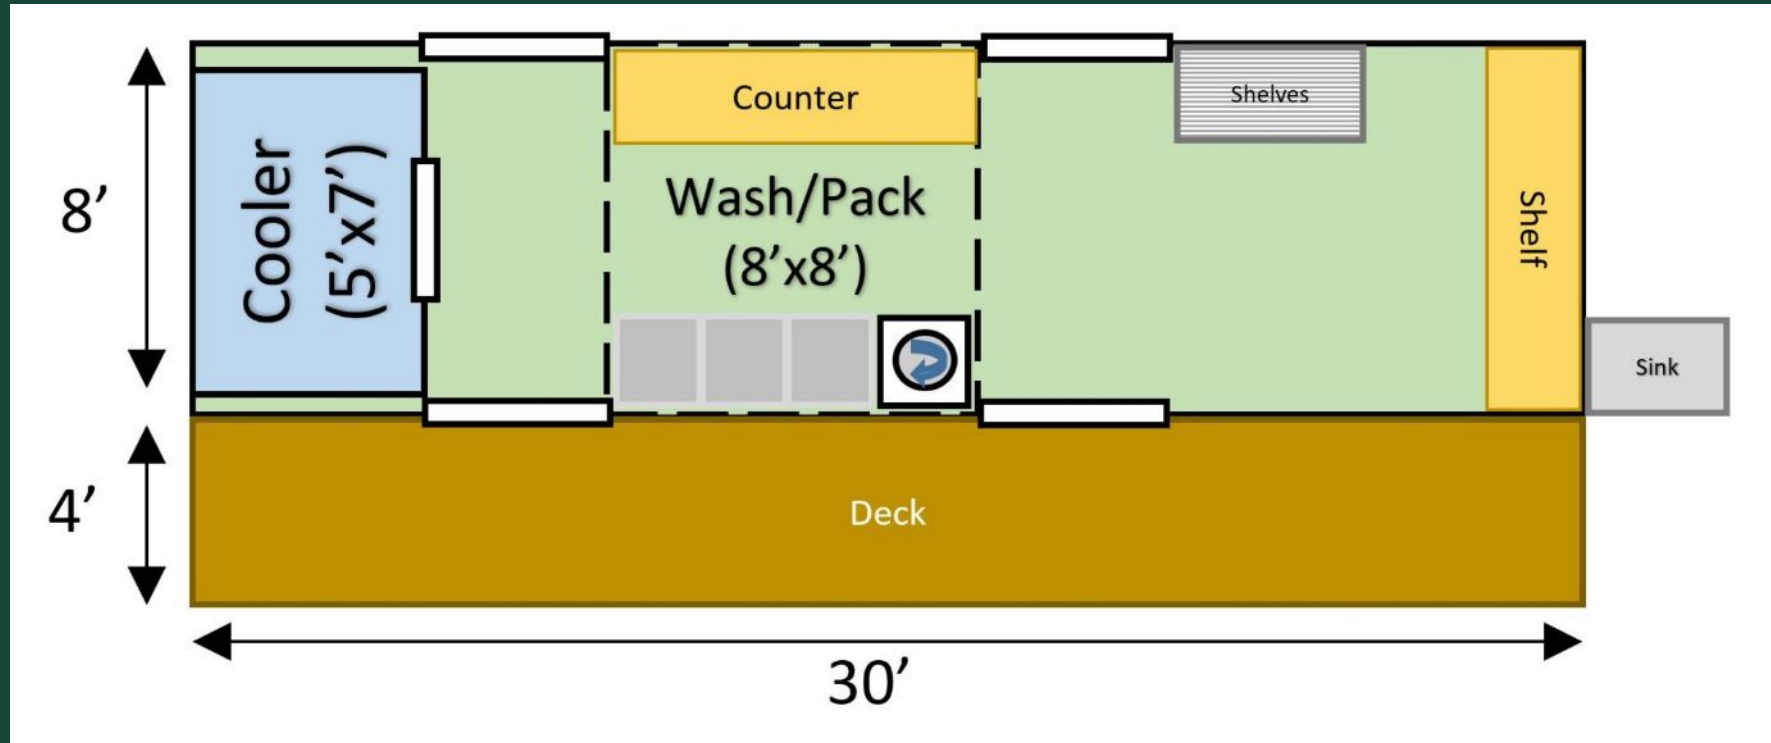 8’
Cooler
(5’x7’)
Counter
Wash/Pack
(8’x8’)
Shelves
Shelf
Sink
4’
Deck
30’